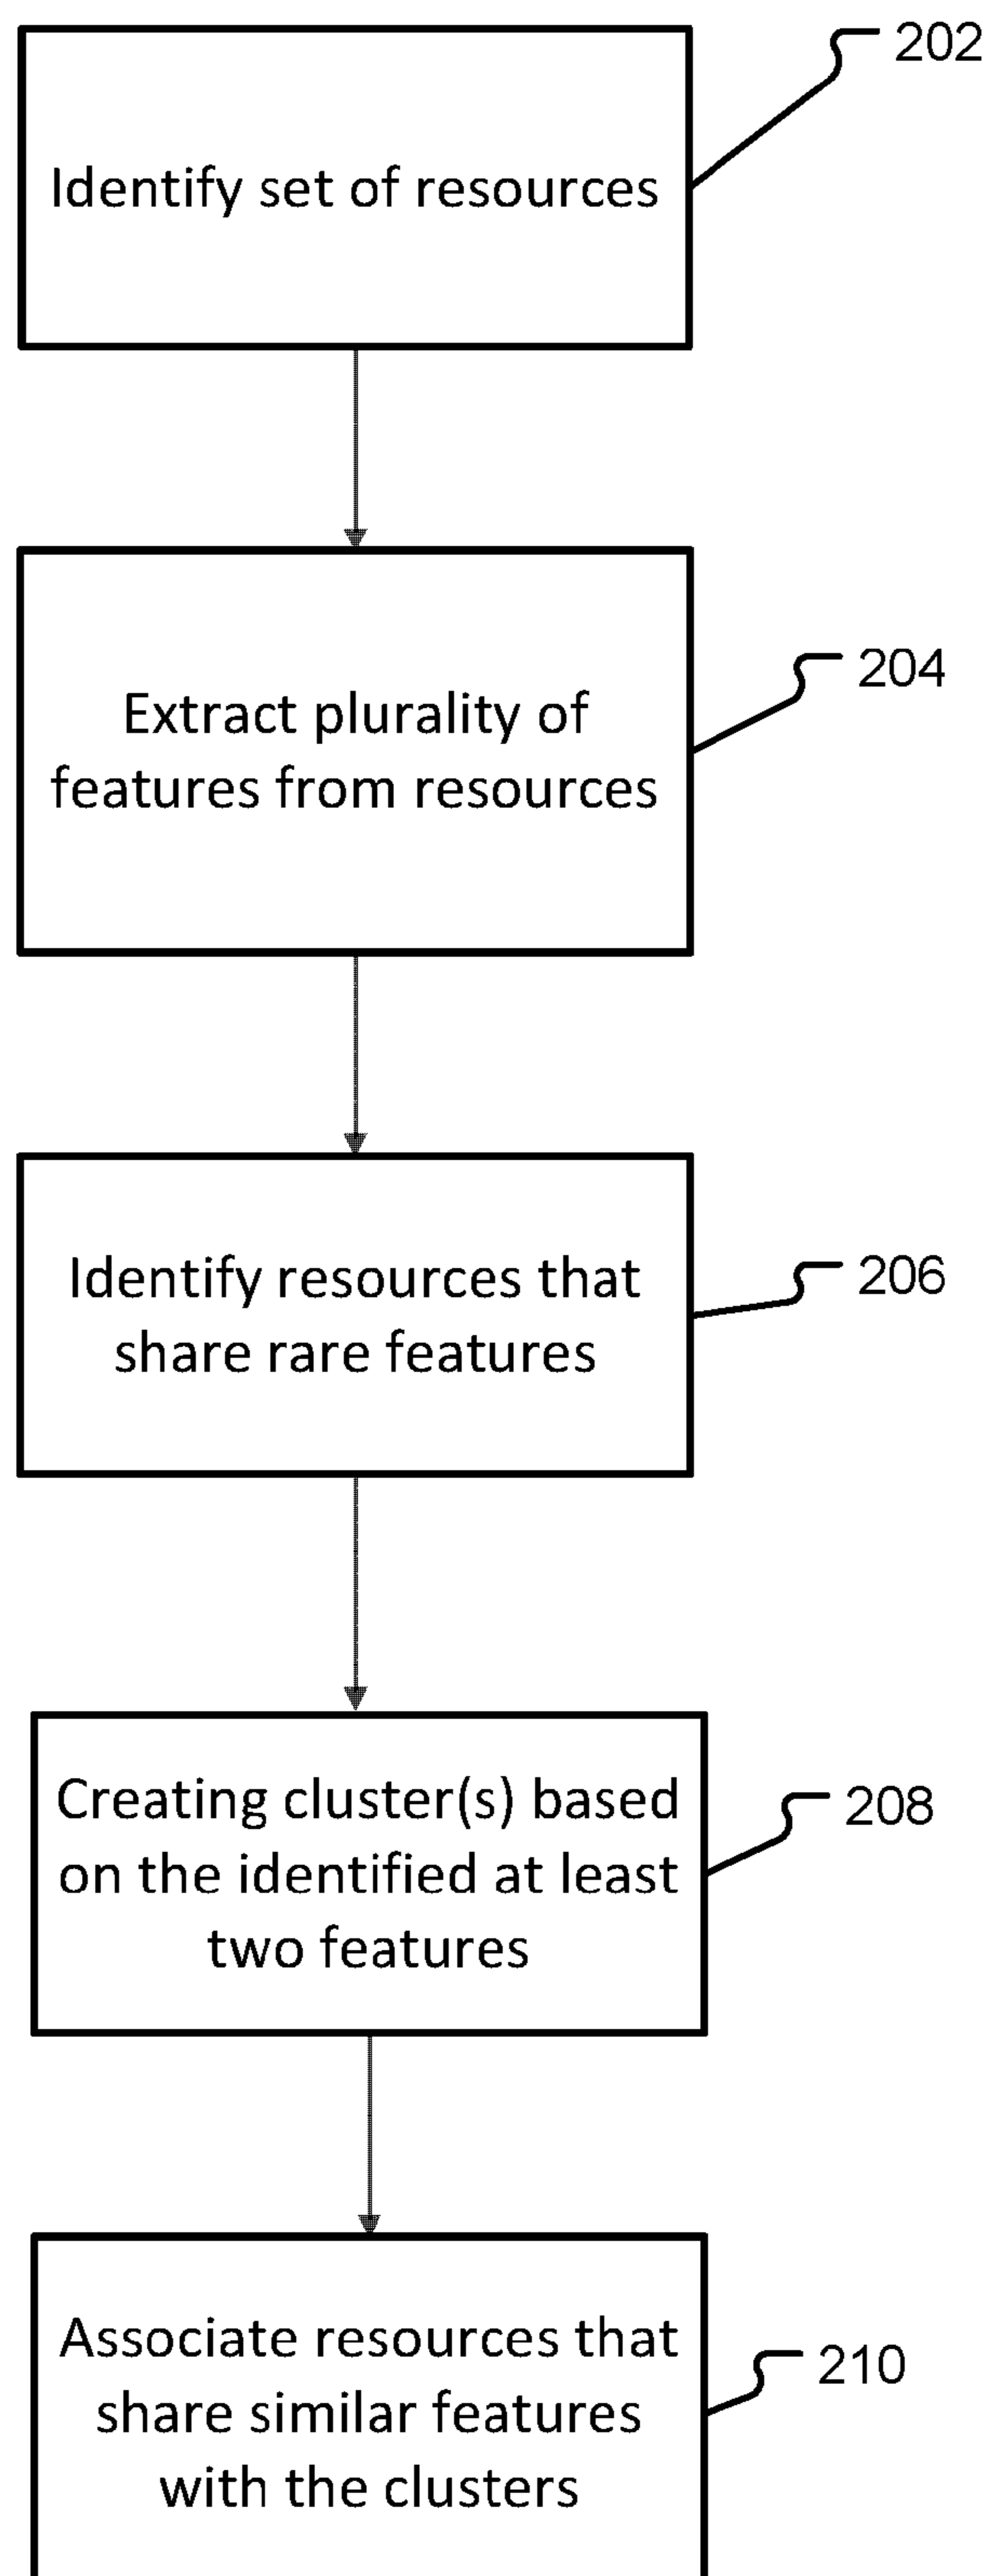 202
Identify set of resources
204
Extract plurality of
features from resources
206
Identify resources that
share rare features
208
Creating cluster(s) based
on the identified at least
two features
210
Associate resources that
share similar features
with the clusters